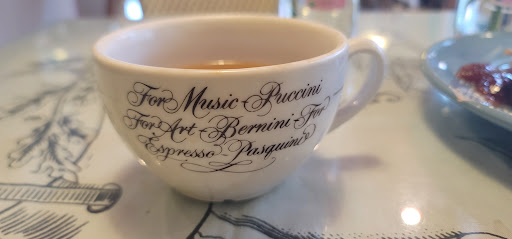 For Music-Puccini
For Art-Bernini-For
Espresso-Pasquini